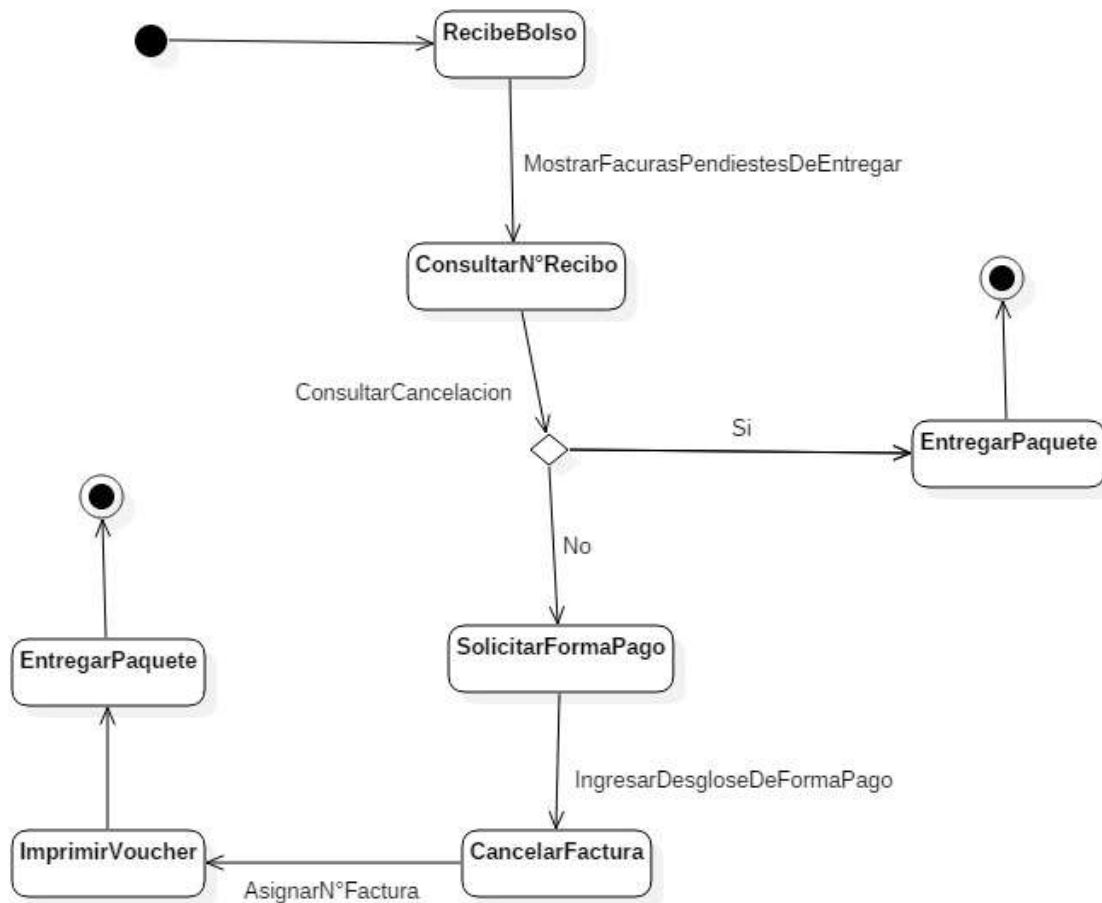 RecibeBolso
MostrarFacurasPendiestesDeEntregar
ConsultarN°Recibo
ConsultarCancelacion
Si
EntregarPaquete
No
SolicitarFormaPago
EntregarPaquete
IngresarDesgloseDeFormaPago
ImprimirVoucher
CancelarFactura
AsignarN°Factura